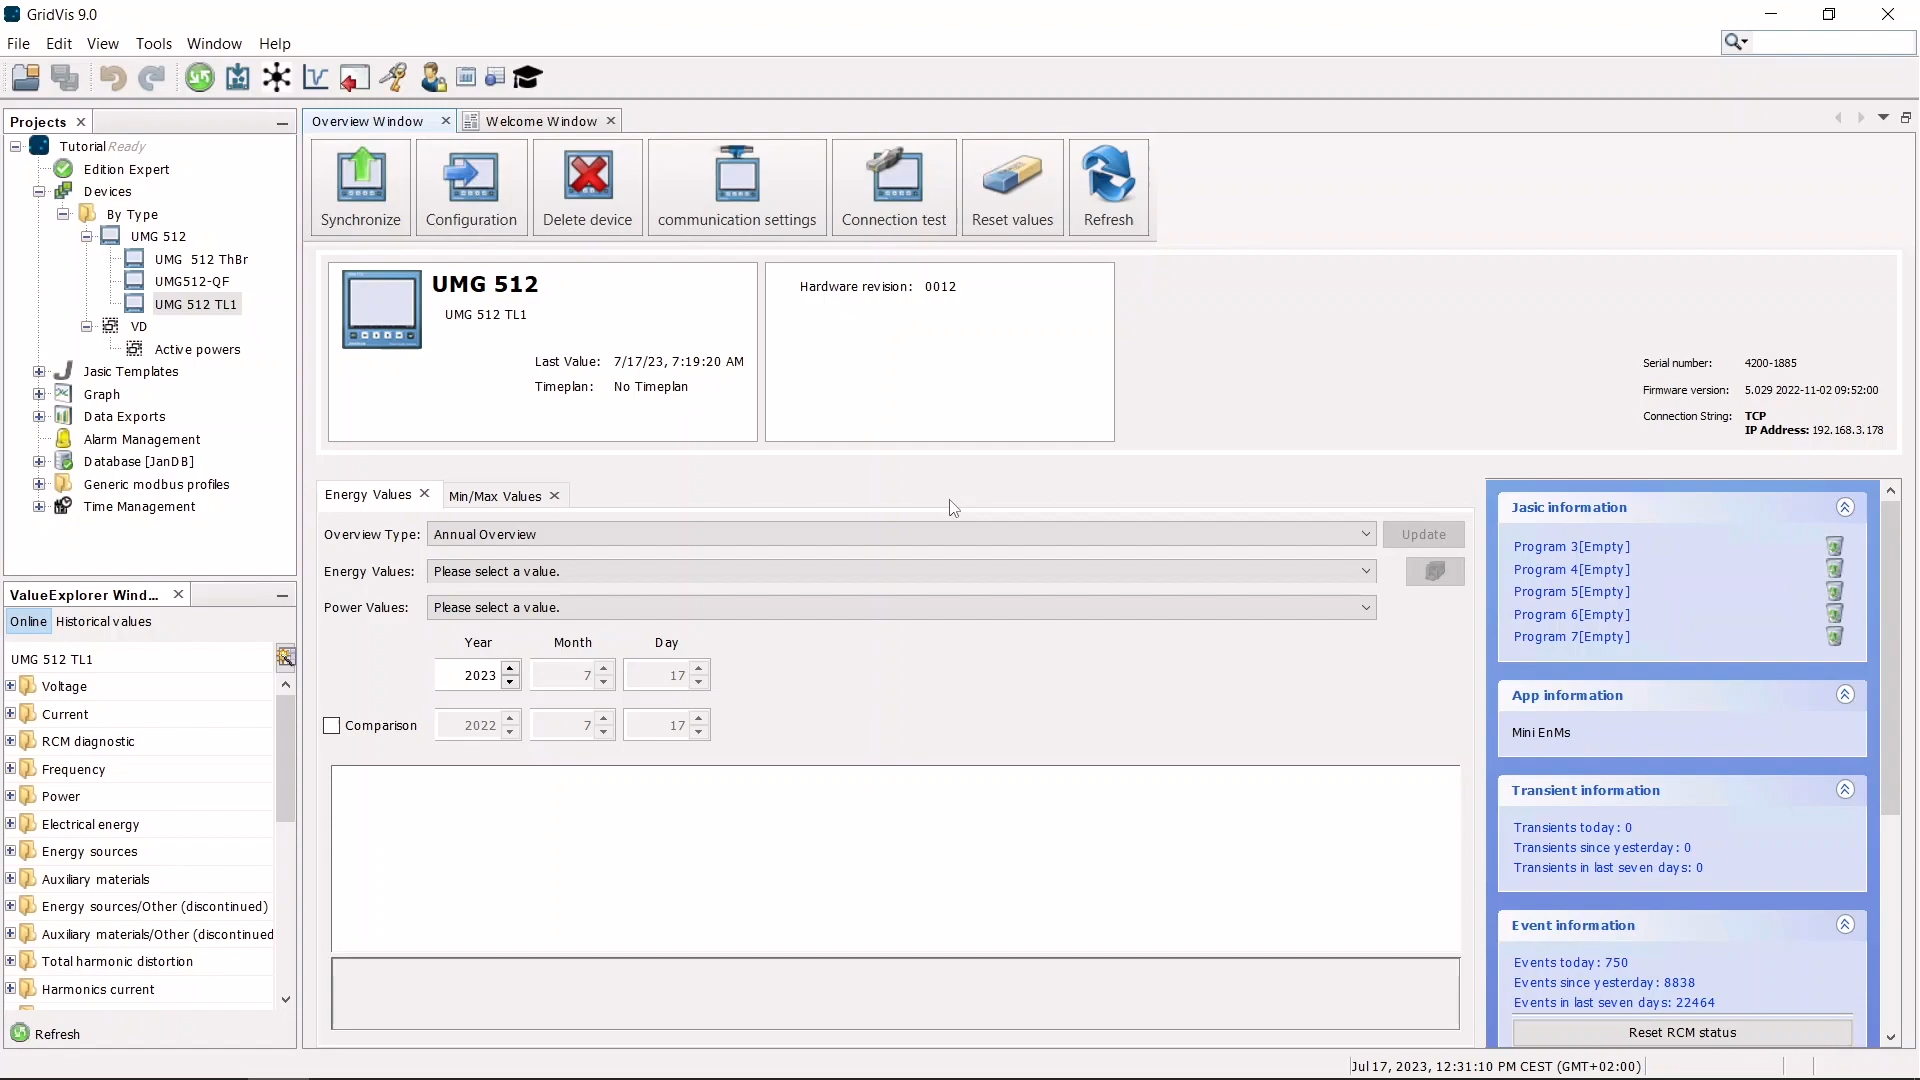 GridVis 9.0
File Edit View Tools Window Help
Projects
Tutorial Ready
Edition Expert
Devices
By Type
UMG 512
UMG 512 ThBr
UMG512-QF
UMG 512 TL1
VD
Active powers
Jasic Templates
Graph
Data Exports
Alarm Management
Database [JanDB]
Generic modbus profiles
Time Management
ValueExplorer Wind...
Online Historical values
UMG 512 TL1
Voltage
Current
RCM diagnostic
Frequency
Power
Electrical energy
Energy sources
Auxiliary materials
Energy sources/Other (discontinued)
Auxiliary materials/Other (discontinued
Total harmonic distortion
Harmonics current
Refresh
Overview Window Welcome Window
Synchronize Configuration Delete device communication settings Connection test Reset values Refresh
UMG 512
UMG 512 TL1
Last Value: 7/17/23, 7:19:20 AM
Timeplan: No Timeplan
Hardware revision: 0012
Serial number: 4200-1885
Firmware version: 5.029 2022-11-02 09:52:00
Connection String: TCP
IP Address: 192.168.3.178
Energy Values Min/Max Values
Overview Type: Annual Overview Update
Energy Values: Please select a value.
Power Values: Please select a value.
Year Month Day
2023 7 17
Comparison 2022 7 17
Jasic information
Program 3[Empty]
Program 4[Empty]
Program 5[Empty]
Program 6[Empty]
Program 7[Empty]
App information
Mini EnMs
Transient information
Transients today: 0
Transients since yesterday: 0
Transients in last seven days: 0
Event information
Events today: 750
Events since yesterday: 8838
Events in last seven days: 22464
Reset RCM status
Jul 17, 2023, 12:31:10 PM CEST (GMT+02:00)